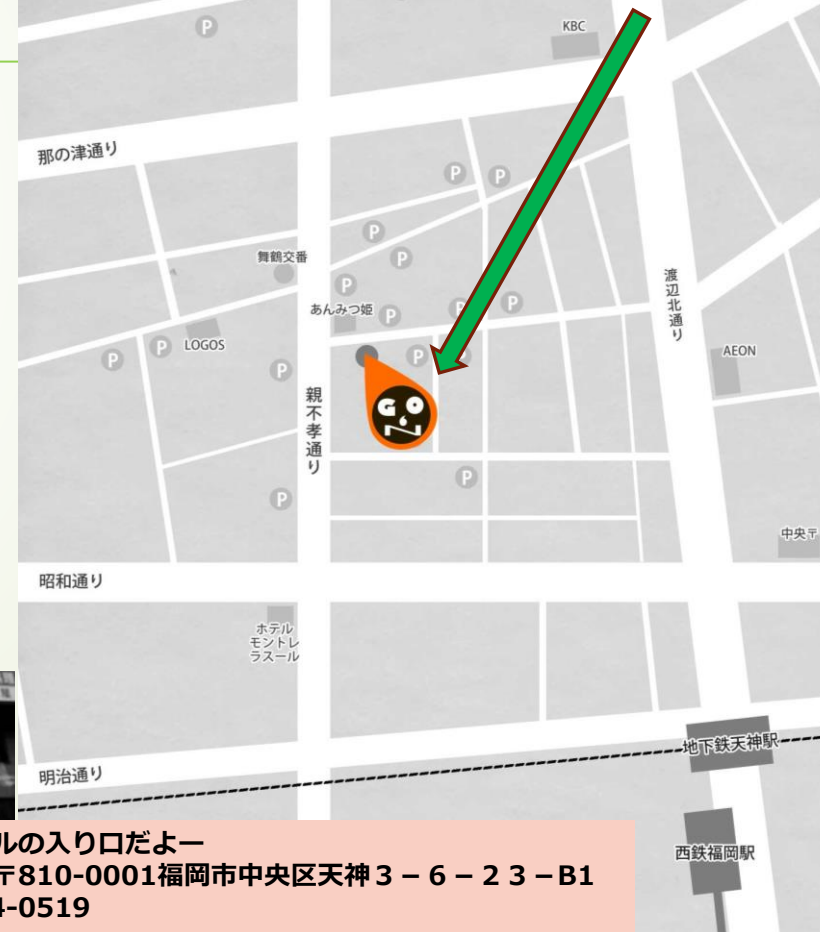 P
KBC
那の津通り
P
P
P
舞鶴交番
P
P
あんみつ姫
P
P
P
渡辺北通り
P
P
LOGOS
P
P
AEON
P
親不孝通り
GO
N
P
P
中央〒
昭和通り
ホテル
モントレ
ラスール
地下鉄天神駅
明治通り
西鉄福岡駅
ルの入り口だよー
〒810-0001福岡市中央区天神３－６－２３－B1
4-0519